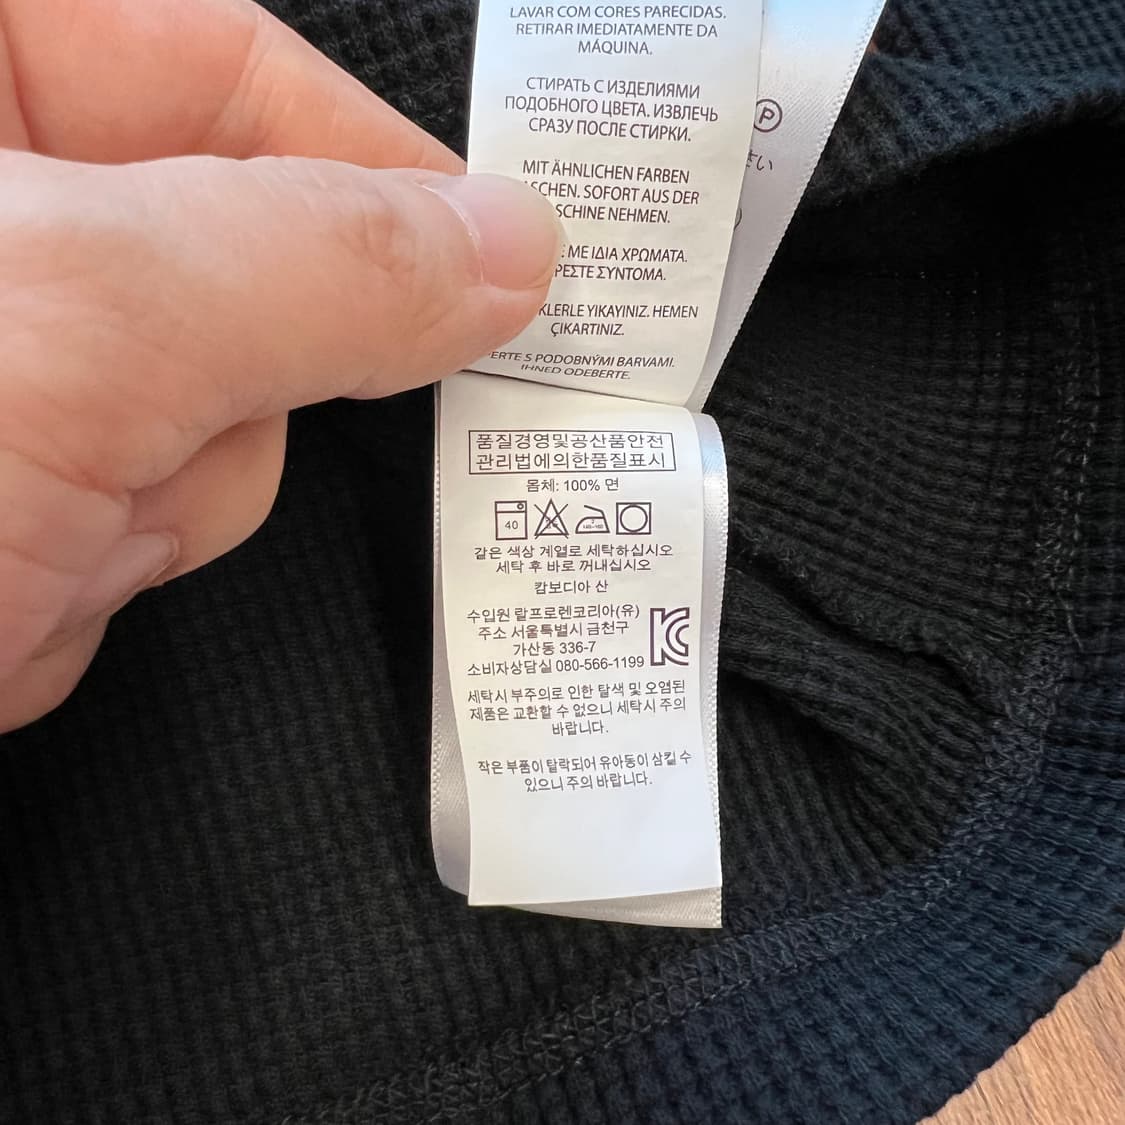 LAVAR COM CORES PARECIDAS.
RETIRAR IMEDIATAMENTE DA
MÁQUINA.
СТИРАТЬ С ИЗДЕЛИЯМИ
ПОДОБНОГО ЦВЕТА. ИЗВЛЕЧЬ
СРАЗУ ПОСЛЕ СТИРКИ.
MIT ÄHNLICHEN FARBEN
SCHEN. SOFORT AUS DER
SCHINE NEHMEN.
ΜΕ ΙΔΙΑ ΧΡΩΜΑΤΑ.
ΡΕΣΤΕ ΣΥΝΤΟΜΑ.
KLERLE YIKAYINIZ. HEMEN
ÇIKARTINIZ.
ERTE S PODOBNÝMI BARVAMI.
IHNED ODEBERTE.
P
さい
품질경영및공산품안전
관리법에의한품질표시
몸체: 100% 면
40
같은 색상 계열로 세탁하십시오
세탁 후 바로 꺼내십시오
캄보디아 산
수입원 랄프로렌코리아(유)
주소 서울특별시 금천구
가산동 336-7
소비자상담실 080-566-1199
세탁시 부주의로 인한 탈색 및 오염된
제품은 교환할 수 없으니 세탁시 주의
바랍니다.
작은 부품이 탈락되어 유아동이 삼킬 수
있으니 주의 바랍니다.